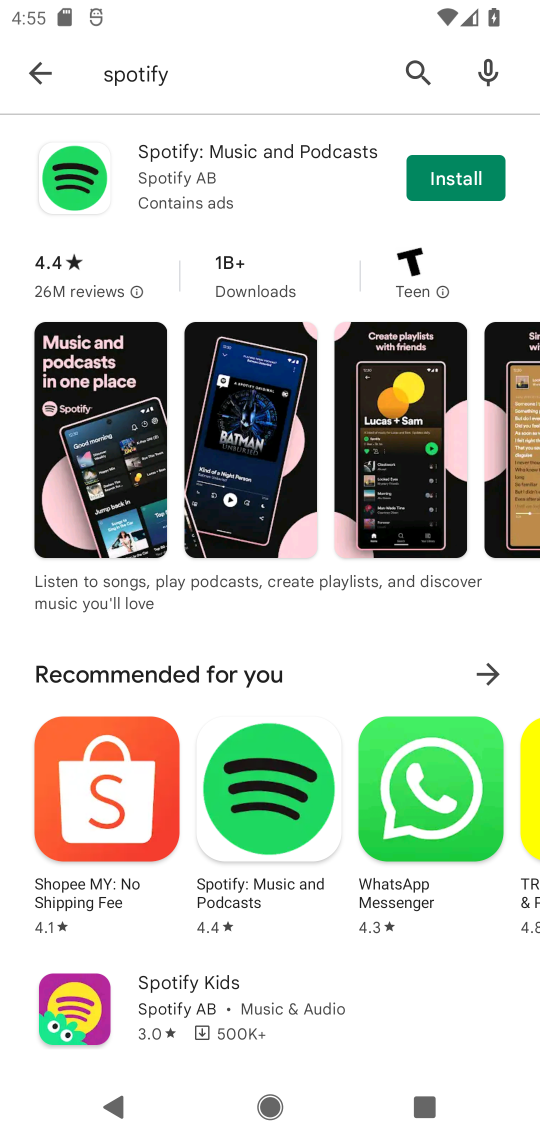 4:55
spotify
Spotify: Music and Podcasts
Spotify AB
Contains ads
Install
4.4★
26M reviews
1B+
Downloads
T
Teen
Music and
podcasts
in one place
Spotify
Good morning
Jump back in
BATMAN
Kind of a Night Person
Create playlists
with friends
Lucas + Sam
Listen to songs, play podcasts, create playlists, and discover
music you'll love
Recommended for you
Shopee MY: No
Shipping Fee
4.1★
Spotify: Music and
Podcasts
4.4★
WhatsApp
Messenger
4.3★
TR
& F
4.8
Spotify Kids
Spotify AB • Music & Audio
3.0★ 500K+